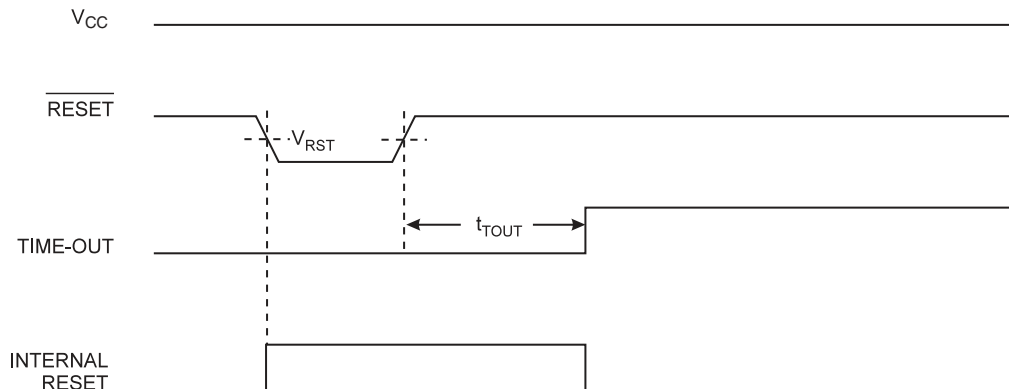 VCC
RESET
VRST
tTOUT
TIME-OUT
INTERNAL
RESET